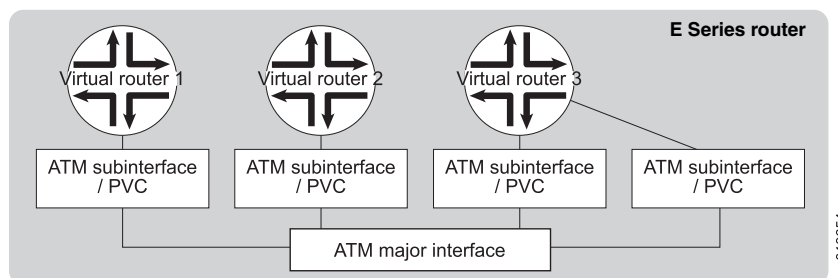 E Series router
Virtual router 1
Virtual router 2
Virtual router 3
ATM subinterface
/ PVC
ATM subinterface
/ PVC
ATM subinterface
/ PVC
ATM subinterface
/ PVC
ATM major interface